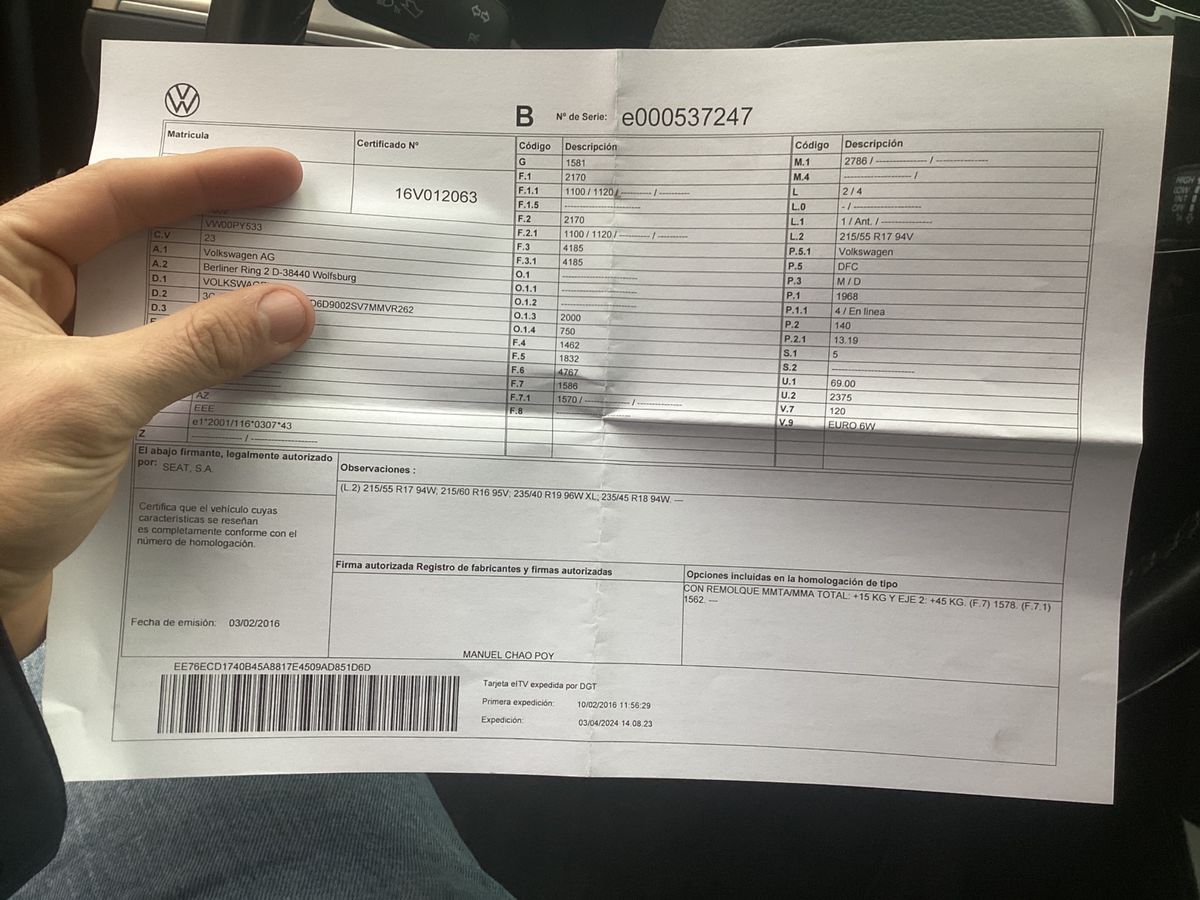 B Nº de Serie: e000537247
Matricula
Certificado Nº
16V012063
VW00PY533
C.V 23
A.1 Volkswagen AG
A.2 Berliner Ring 2 D-38440 Wolfsburg
D.1
D.2 D6D9002SV7MMVR262
D.3
AZ
EEE
e1*2001/116*0307*43
Z ---------------- / --------------------
Código Descripción
G 1581
F.1 2170
F.1.1 1100 / 1120 / ---------- / ----------
F.1.5 -------------------------
F.2 2170
F.2.1 1100 / 1120 / ---------- / ----------
F.3 4185
F.3.1 4185
O.1 -------------------------
O.1.1 -------------------------
O.1.2 -------------------------
O.1.3 2000
O.1.4 750
F.4 1462
F.5 1832
F.6 4767
F.7 1586
F.7.1 1570 / --------------- / ---------------
F.8
Código Descripción
M.1 2786 / ---------------- / ----------------
M.4 --------------------- /
L 2 / 4
L.0 - / ---------------------
L.1 1 / Ant. / ----------------
L.2 215/55 R17 94V
P.5.1 Volkswagen
P.5 DFC
P.3 M / D
P.1 1968
P.1.1 4 / En línea
P.2 140
P.2.1 13.19
S.1 5
S.2 ---------------------------
U.1 69.00
U.2 2375
V.7 120
V.9 EURO 6W
El abajo firmante, legalmente autorizado
por: SEAT, S.A.
Certifica que el vehículo cuyas
características se reseñan
es completamente conforme con el
número de homologación.
Fecha de emisión: 03/02/2016
Observaciones :
(L.2) 215/55 R17 94W; 215/60 R16 95V; 235/40 R19 96W XL; 235/45 R18 94W. ---
Firma autorizada Registro de fabricantes y firmas autorizadas
MANUEL CHAO POY
Opciones incluidas en la homologación de tipo
CON REMOLQUE MMTA/MMA TOTAL: +15 KG Y EJE 2: +45 KG. (F.7) 1578. (F.7.1)
1562. ---
EE76ECD1740B45A8817E4509AD851D6D
Tarjeta eITV expedida por DGT
Primera expedición: 10/02/2016 11:56:29
Expedición: 03/04/2024 14.08.23